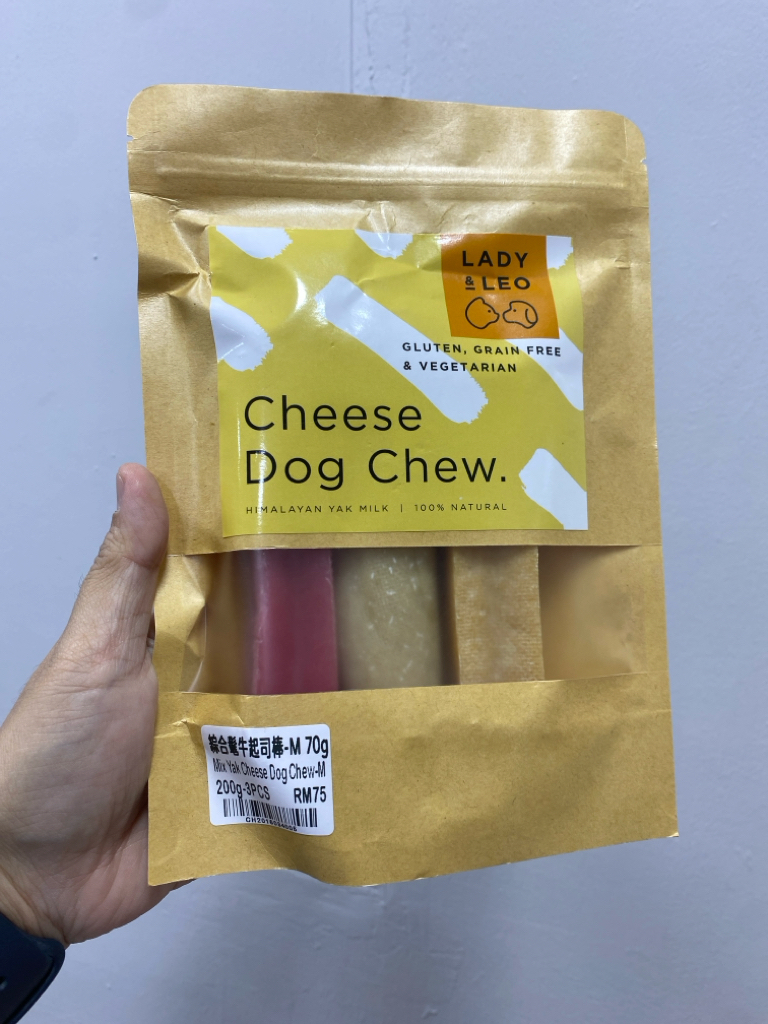 LADY
& LEO
GLUTEN, GRAIN FREE
& VEGETARIAN
Cheese
Dog Chew.
HIMALAYAN YAK MILK | 100% NATURAL
綜合氂牛起司棒-M 70g
Mix Yak Cheese Dog Chew-M
200g-3PCS RM75